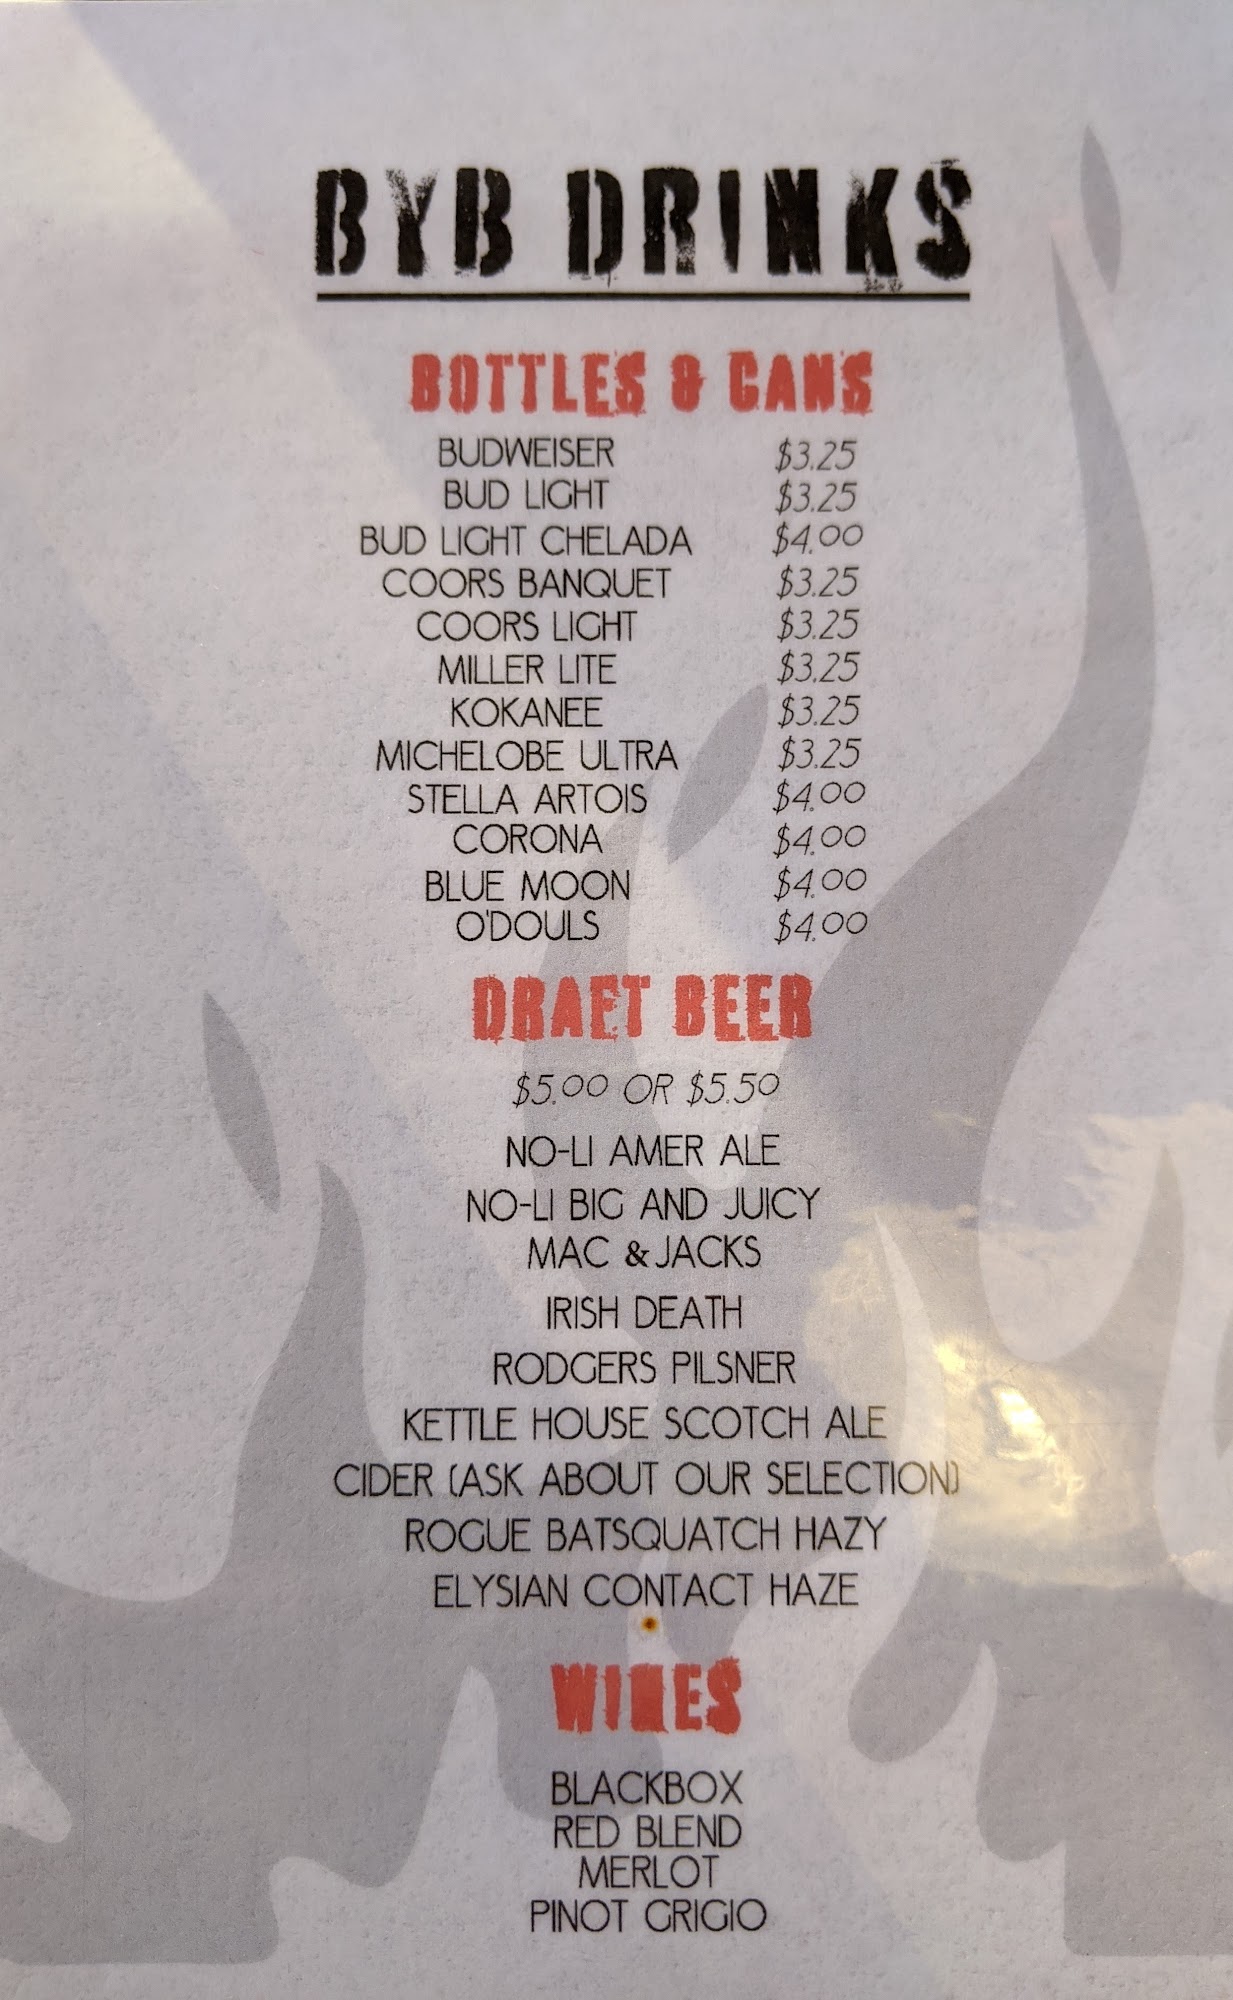 BYB DRINKS
BOTTLES & CANS
BUDWEISER $3.25
BUD LIGHT $3.25
BUD LIGHT CHELADA $4.00
COORS BANQUET $3.25
COORS LIGHT $3.25
MILLER LITE $3.25
KOKANEE $3.25
MICHELOBE ULTRA $3.25
STELLA ARTOIS $4.00
CORONA $4.00
BLUE MOON $4.00
O'DOULS $4.00
DRAFT BEER
$5.00 OR $5.50
NO-LI AMER ALE
NO-LI BIG AND JUICY
MAC & JACKS
IRISH DEATH
RODGERS PILSNER
KETTLE HOUSE SCOTCH ALE
CIDER (ASK ABOUT OUR SELECTION)
ROGUE BATSQUATCH HAZY
ELYSIAN CONTACT HAZE
WINES
BLACKBOX
RED BLEND
MERLOT
PINOT GRIGIO